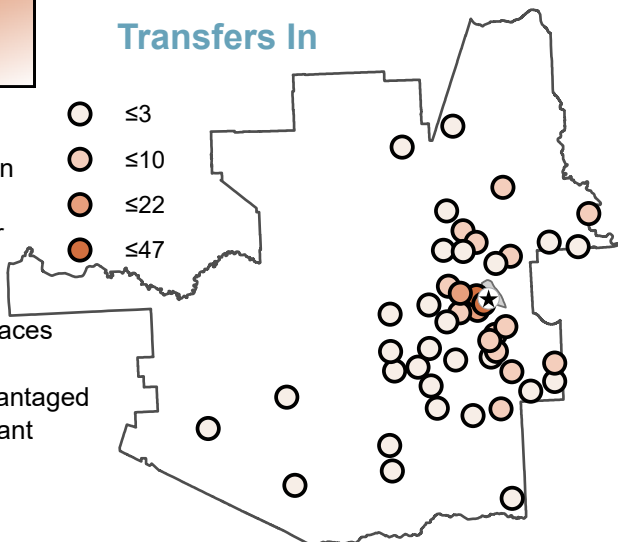 Transfers In
≤3
≤10
≤22
≤47
n
r
aces
antaged
ant